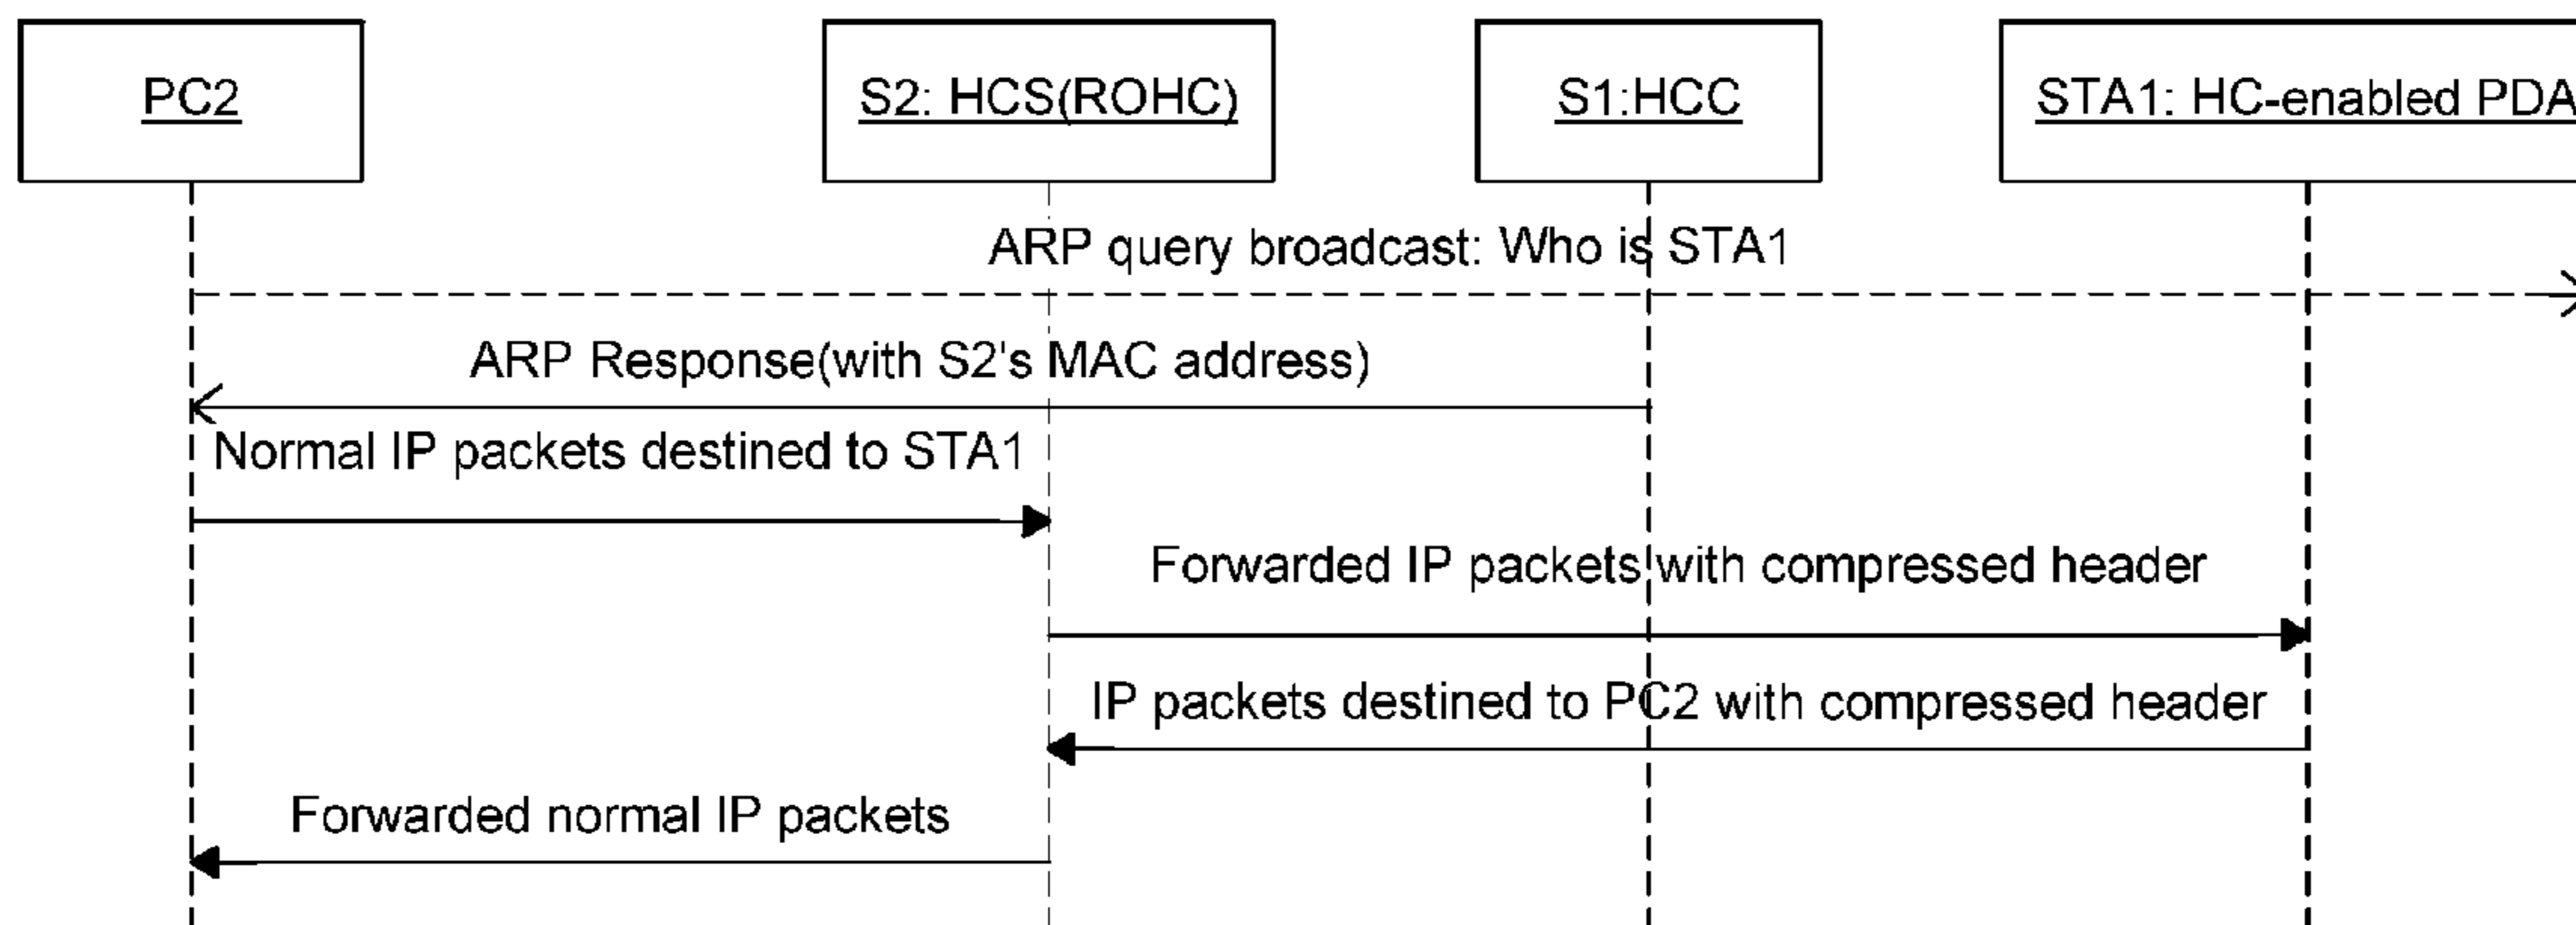 PC2
S2: HCS(ROHC)
S1:HCC
STA1: HC-enabled PDA
ARP query broadcast: Who is STA1
ARP Response(with S2's MAC address)
Normal IP packets destined to STA1
Forwarded IP packets with compressed header
IP packets destined to PC2 with compressed header
Forwarded normal IP packets